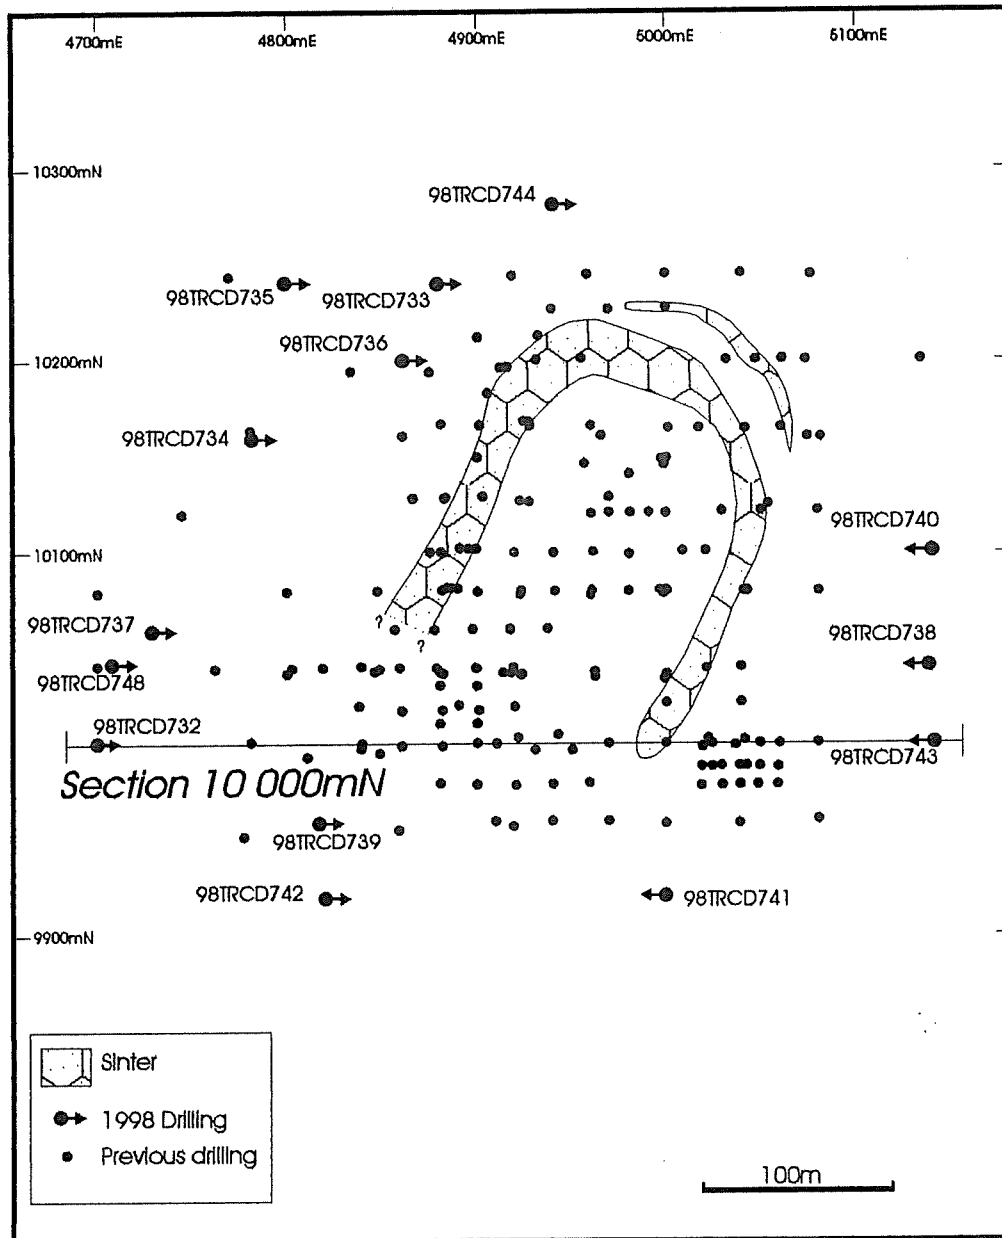 4700mE
4800mE
4900mE
5000mE
5100mE
10300mN
98TRCD744
98TRCD735
98TRCD733
98TRCD736
10200mN
98TRCD734
98TRCD740
10100mN
98TRCD737
?
?
98TRCD738
98TRCD748
98TRCD732
98TRCD743
Section 10 000mN
98TRCD739
98TRCD742
98TRCD741
9900mN
Sinter
1998 Drilling
Previous drilling
100m